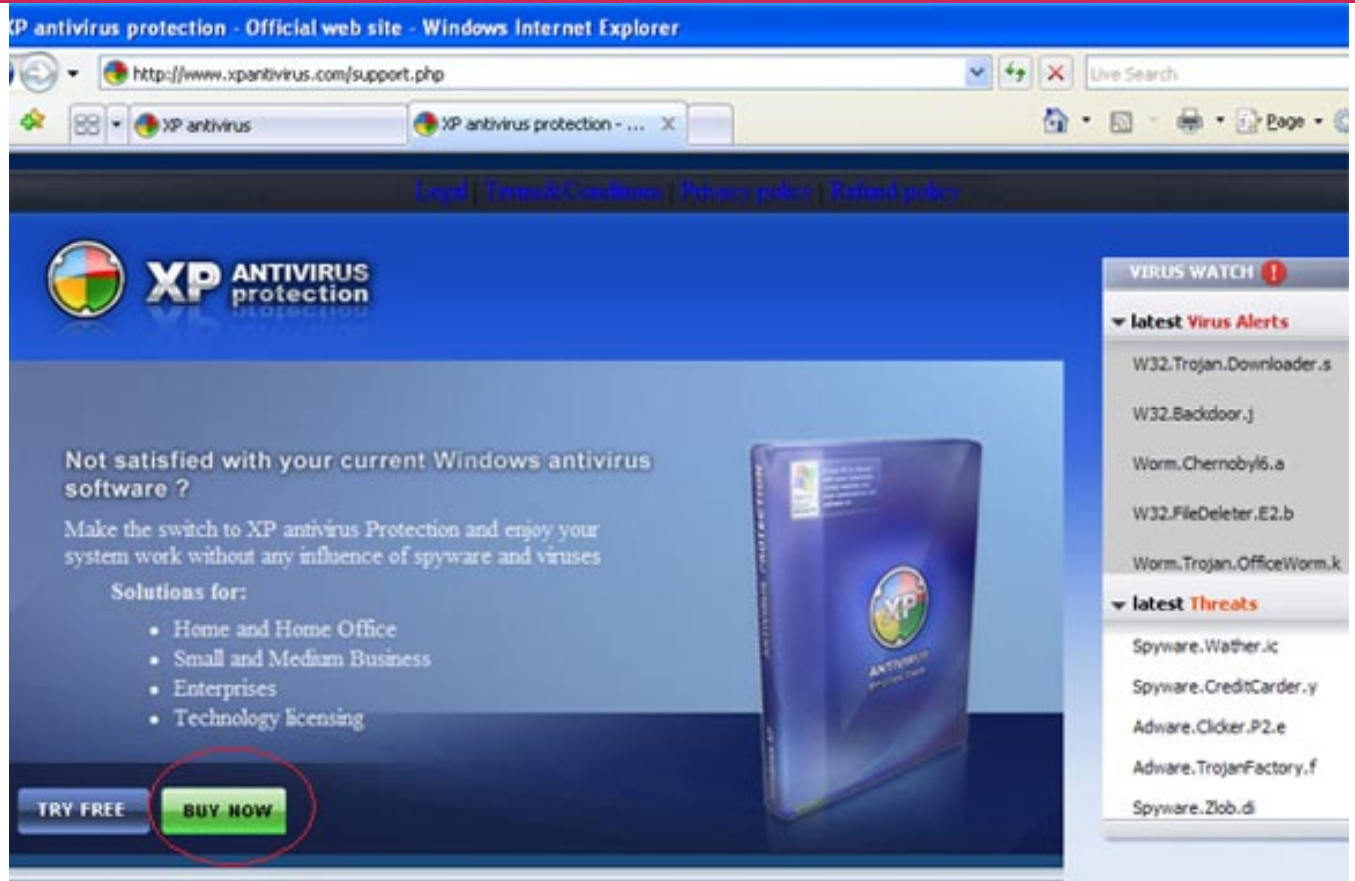 XP antivirus protection - Official web site - Windows Internet Explorer
http://www.xpantivirus.com/support.php
Live Search
XP antivirus
XP antivirus protection - ...
Page
Legal | Terms&Conditions | Privacy policy | Refund policy
XP ANTIVIRUS
protection
Not satisfied with your current Windows antivirus
software ?
Make the switch to XP antivirus Protection and enjoy your
system work without any influence of spyware and viruses
Solutions for:
• Home and Home Office
• Small and Medium Business
• Enterprises
• Technology licensing
TRY FREE
BUY NOW
ANTIVIRUS PROTECTION
XP
ANTIVIRUS
PROTECTION
VIRUS WATCH !
latest Virus Alerts
W32.Trojan.Downloader.s
W32.Backdoor.j
Worm.Chernobyl6.a
W32.FileDeleter.E2.b
Worm.Trojan.OfficeWorm.k
latest Threats
Spyware.Wather.ic
Spyware.CreditCarder.y
Adware.Clicker.P2.e
Adware.TrojanFactory.f
Spyware.Zlob.di